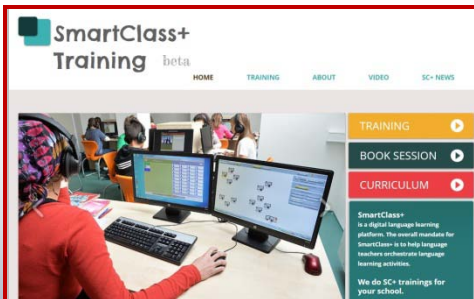 SmartClass+
Training beta
HOME TRAINING ABOUT VIDEO SC+ NEWS
TRAINING
BOOK SESSION
CURRICULUM
SmartClass+
is a digital language learning
platform. The overall mandate for
SmartClass+ is to help language
teachers orchestrate language
learning activities.
We do SC+ trainings for
your school.